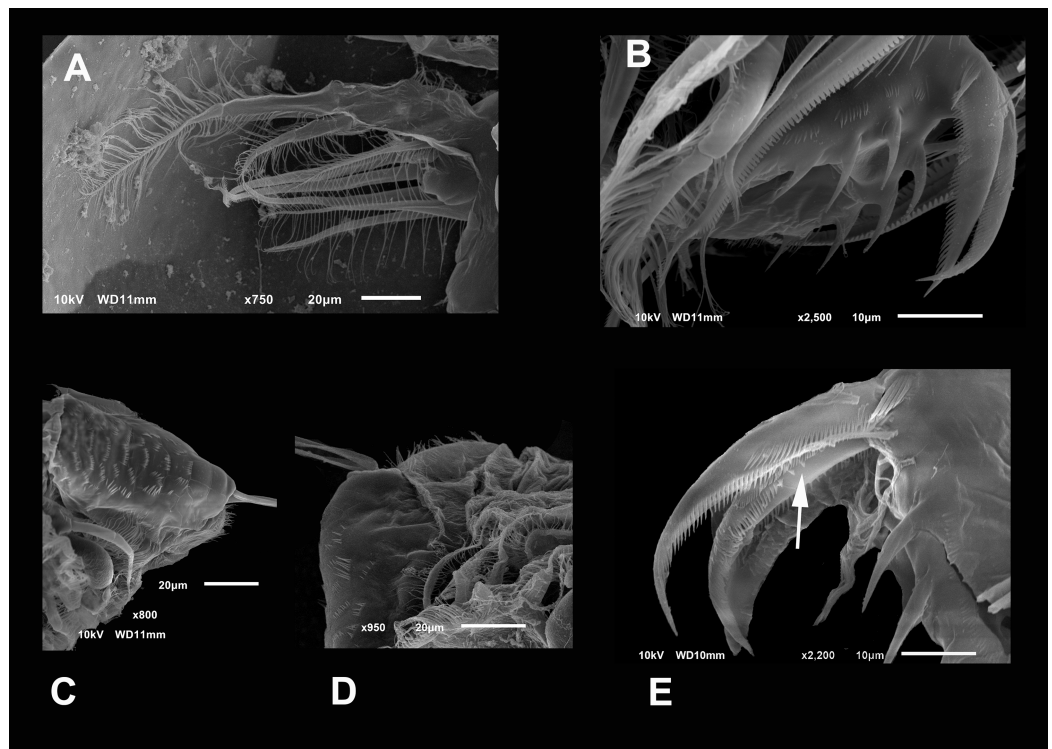 A
10kV WD11mm x750 20µm
B
10kV WD11mm x2,500 10µm
20µm
x800
10kV WD11mm
C
x950 20µm
D
10kV WD10mm x2,200 10µm
E